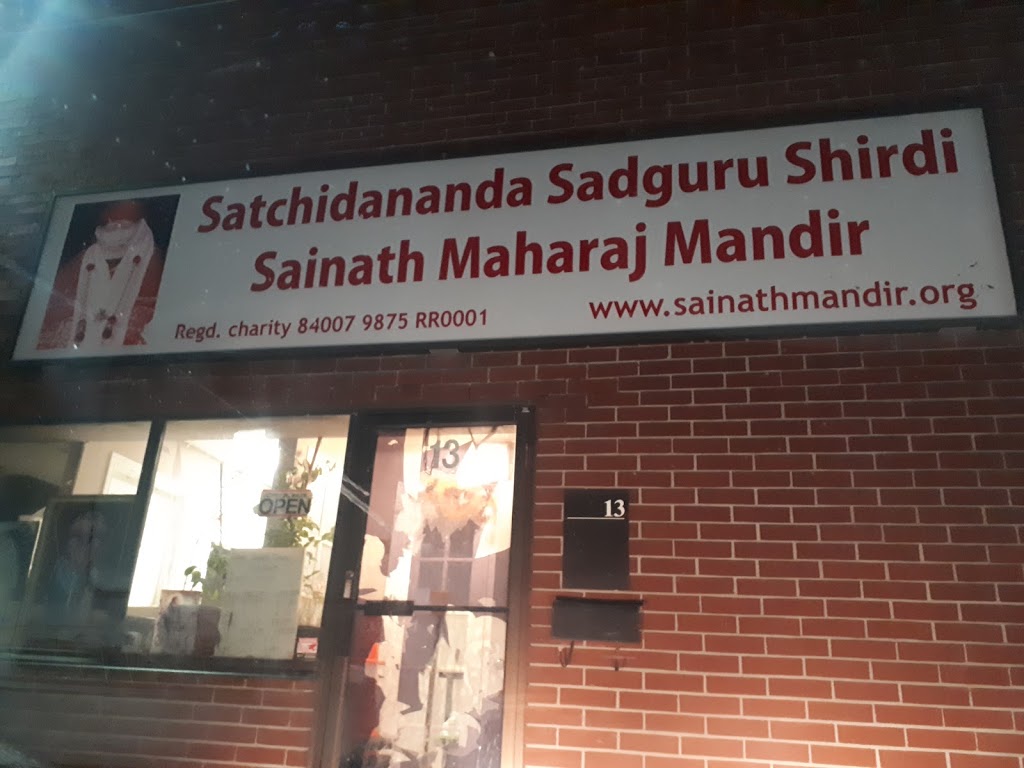 Satchidananda Sadguru Shirdi
Sainath Maharaj Mandir
Regd. charity 84007 9875 RR0001
www.sainathmandir.org
13
OPEN
13